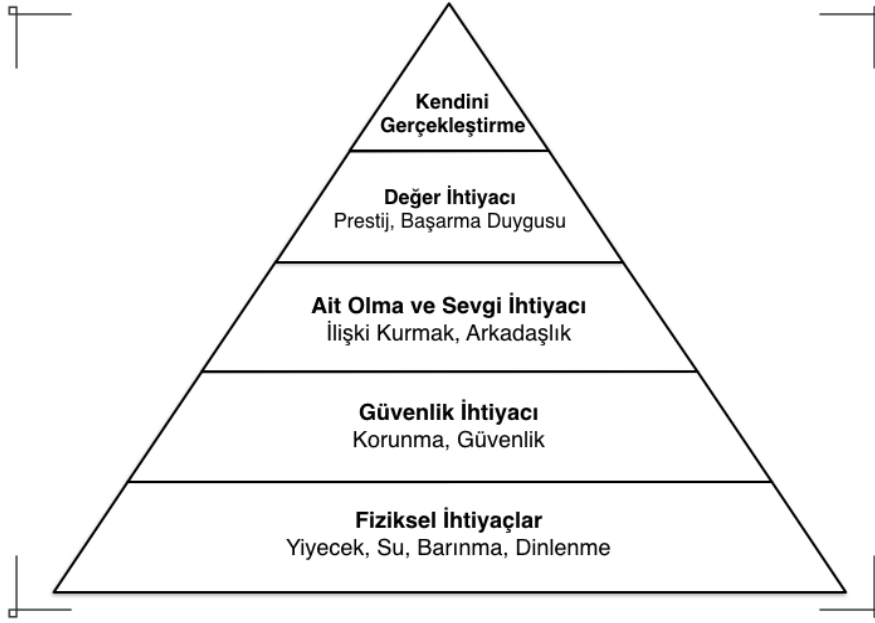 Kendini
Gerçekleştirme
Değer İhtiyacı
Prestij, Başarma Duygusu
Ait Olma ve Sevgi İhtiyacı
İlişki Kurmak, Arkadaşlık
Güvenlik İhtiyacı
Korunma, Güvenlik
Fiziksel İhtiyaçlar
Yiyecek, Su, Barınma, Dinlenme